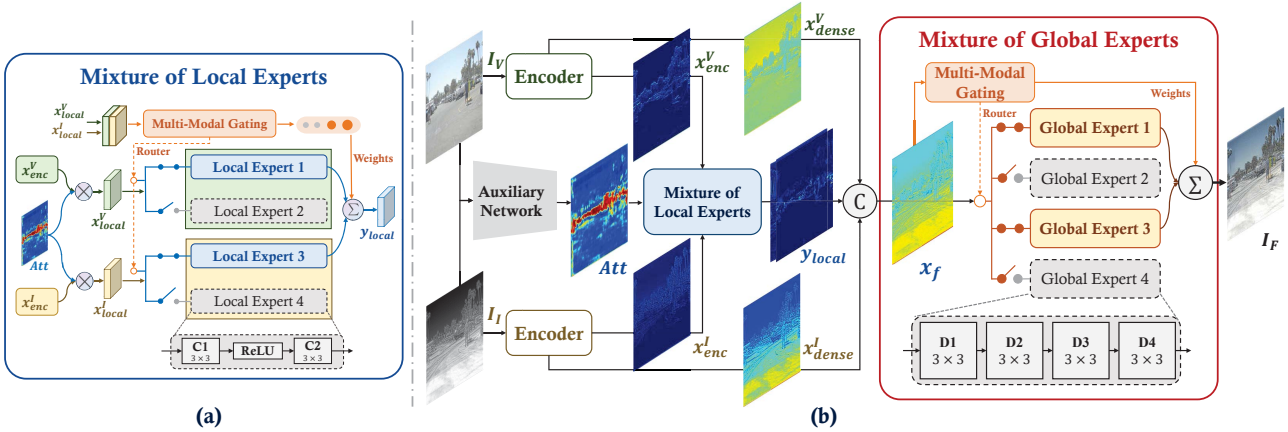 Mixture of Local Experts
x^V_local
x^I_local
Multi-Modal Gating
Router
Weights
x^V_enc
x^V_local
Local Expert 1
Local Expert 2
Σ
y_local
Att
Local Expert 3
x^I_enc
x^I_local
Local Expert 4
C1
3 × 3
ReLU
C2
3 × 3
(a)
I_V
Encoder
x^V_enc
x^V_dense
Auxiliary
Network
Att
Mixture of
Local Experts
y_local
C
I_I
Encoder
x^I_enc
x^I_dense
(b)
Mixture of Global Experts
Multi-Modal
Gating
Weights
Router
Global Expert 1
Global Expert 2
Global Expert 3
Global Expert 4
Σ
x_f
I_F
D1
3 × 3
D2
3 × 3
D3
3 × 3
D4
3 × 3